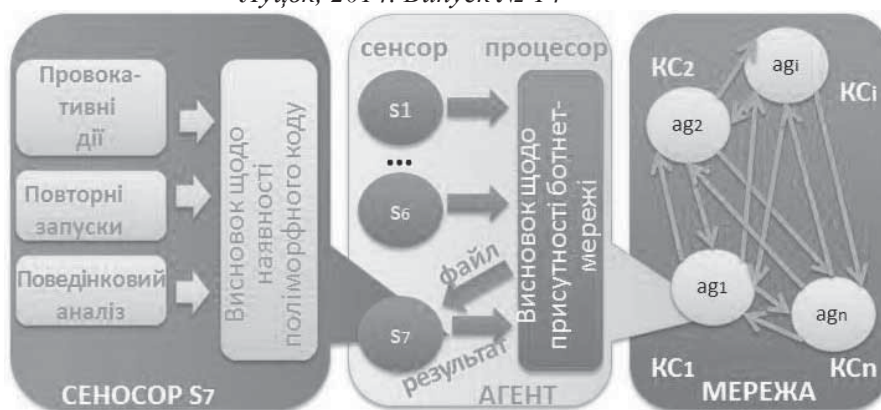 Луцьк, 2014. Випуск № 14
Провока-
тивні
дії
Повторні
запуски
Поведінковий
аналіз
Висновок щодо
наявності
поліморфного коду
СЕНОСОР S7
сенсор
процесор
s1
...
s6
s7
файл
результат
Висновок щодо
присутності ботнет-
мережі
АГЕНТ
КС2
agi
КСi
ag2
ag1
agn
КС1
КСn
МЕРЕЖА